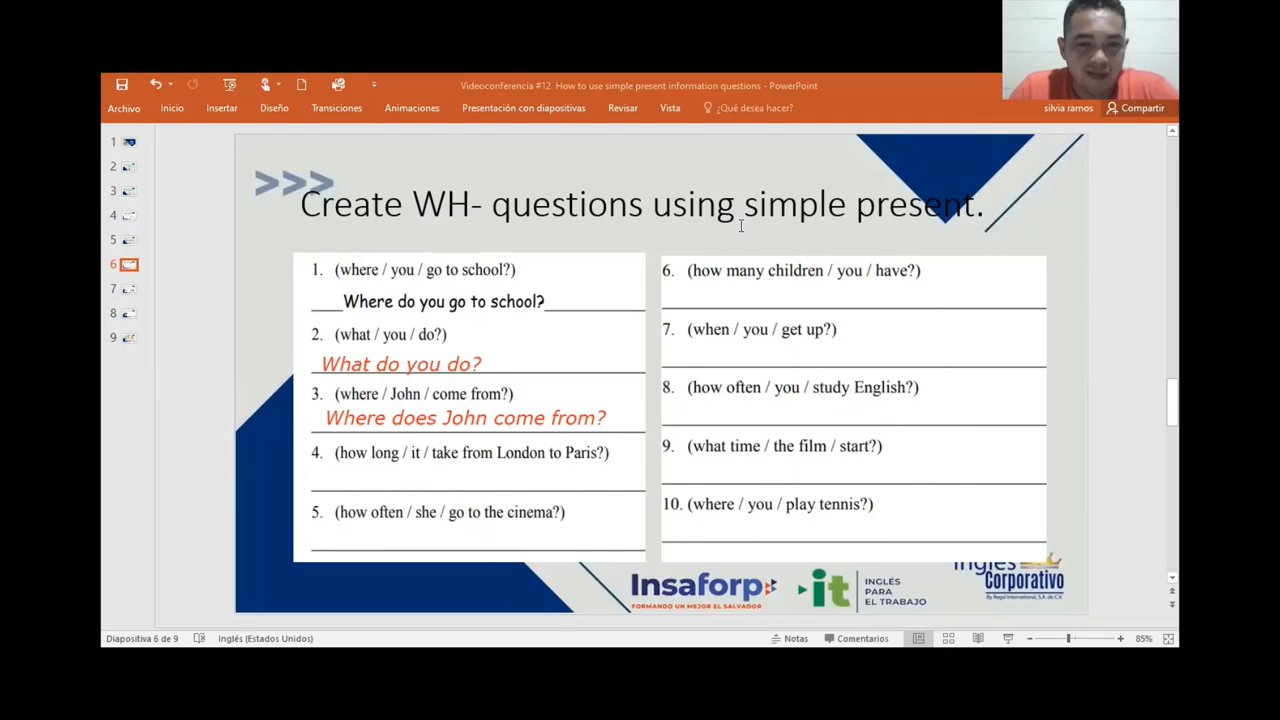 Videoconferencia #12 How to use simple present information questions - PowerPoint
Archivo Inicio Insertar Diseño Transiciones Animaciones Presentación con diapositivas Revisar Vista ¿Qué desea hacer? silvia ramos Compartir
1
2
3
4
5
6
7
8
9
>>>
Create WH- questions using simple present.
1. (where / you / go to school?)
____Where do you go to school?________
2. (what / you / do?)
What do you do?
3. (where / John / come from?)
Where does John come from?
4. (how long / it / take from London to Paris?)
5. (how often / she / go to the cinema?)
6. (how many children / you / have?)
7. (when / you / get up?)
8. (how often / you / study English?)
9. (what time / the film / start?)
10. (where / you / play tennis?)
Insaforp
FORMANDO UN MEJOR EL SALVADOR
it
INGLÉS
PARA
EL TRABAJO
Inglés
Corporativo
By Regal International, S.A. de C.V.
Diapositiva 6 de 9 Inglés (Estados Unidos) Notas Comentarios 85%